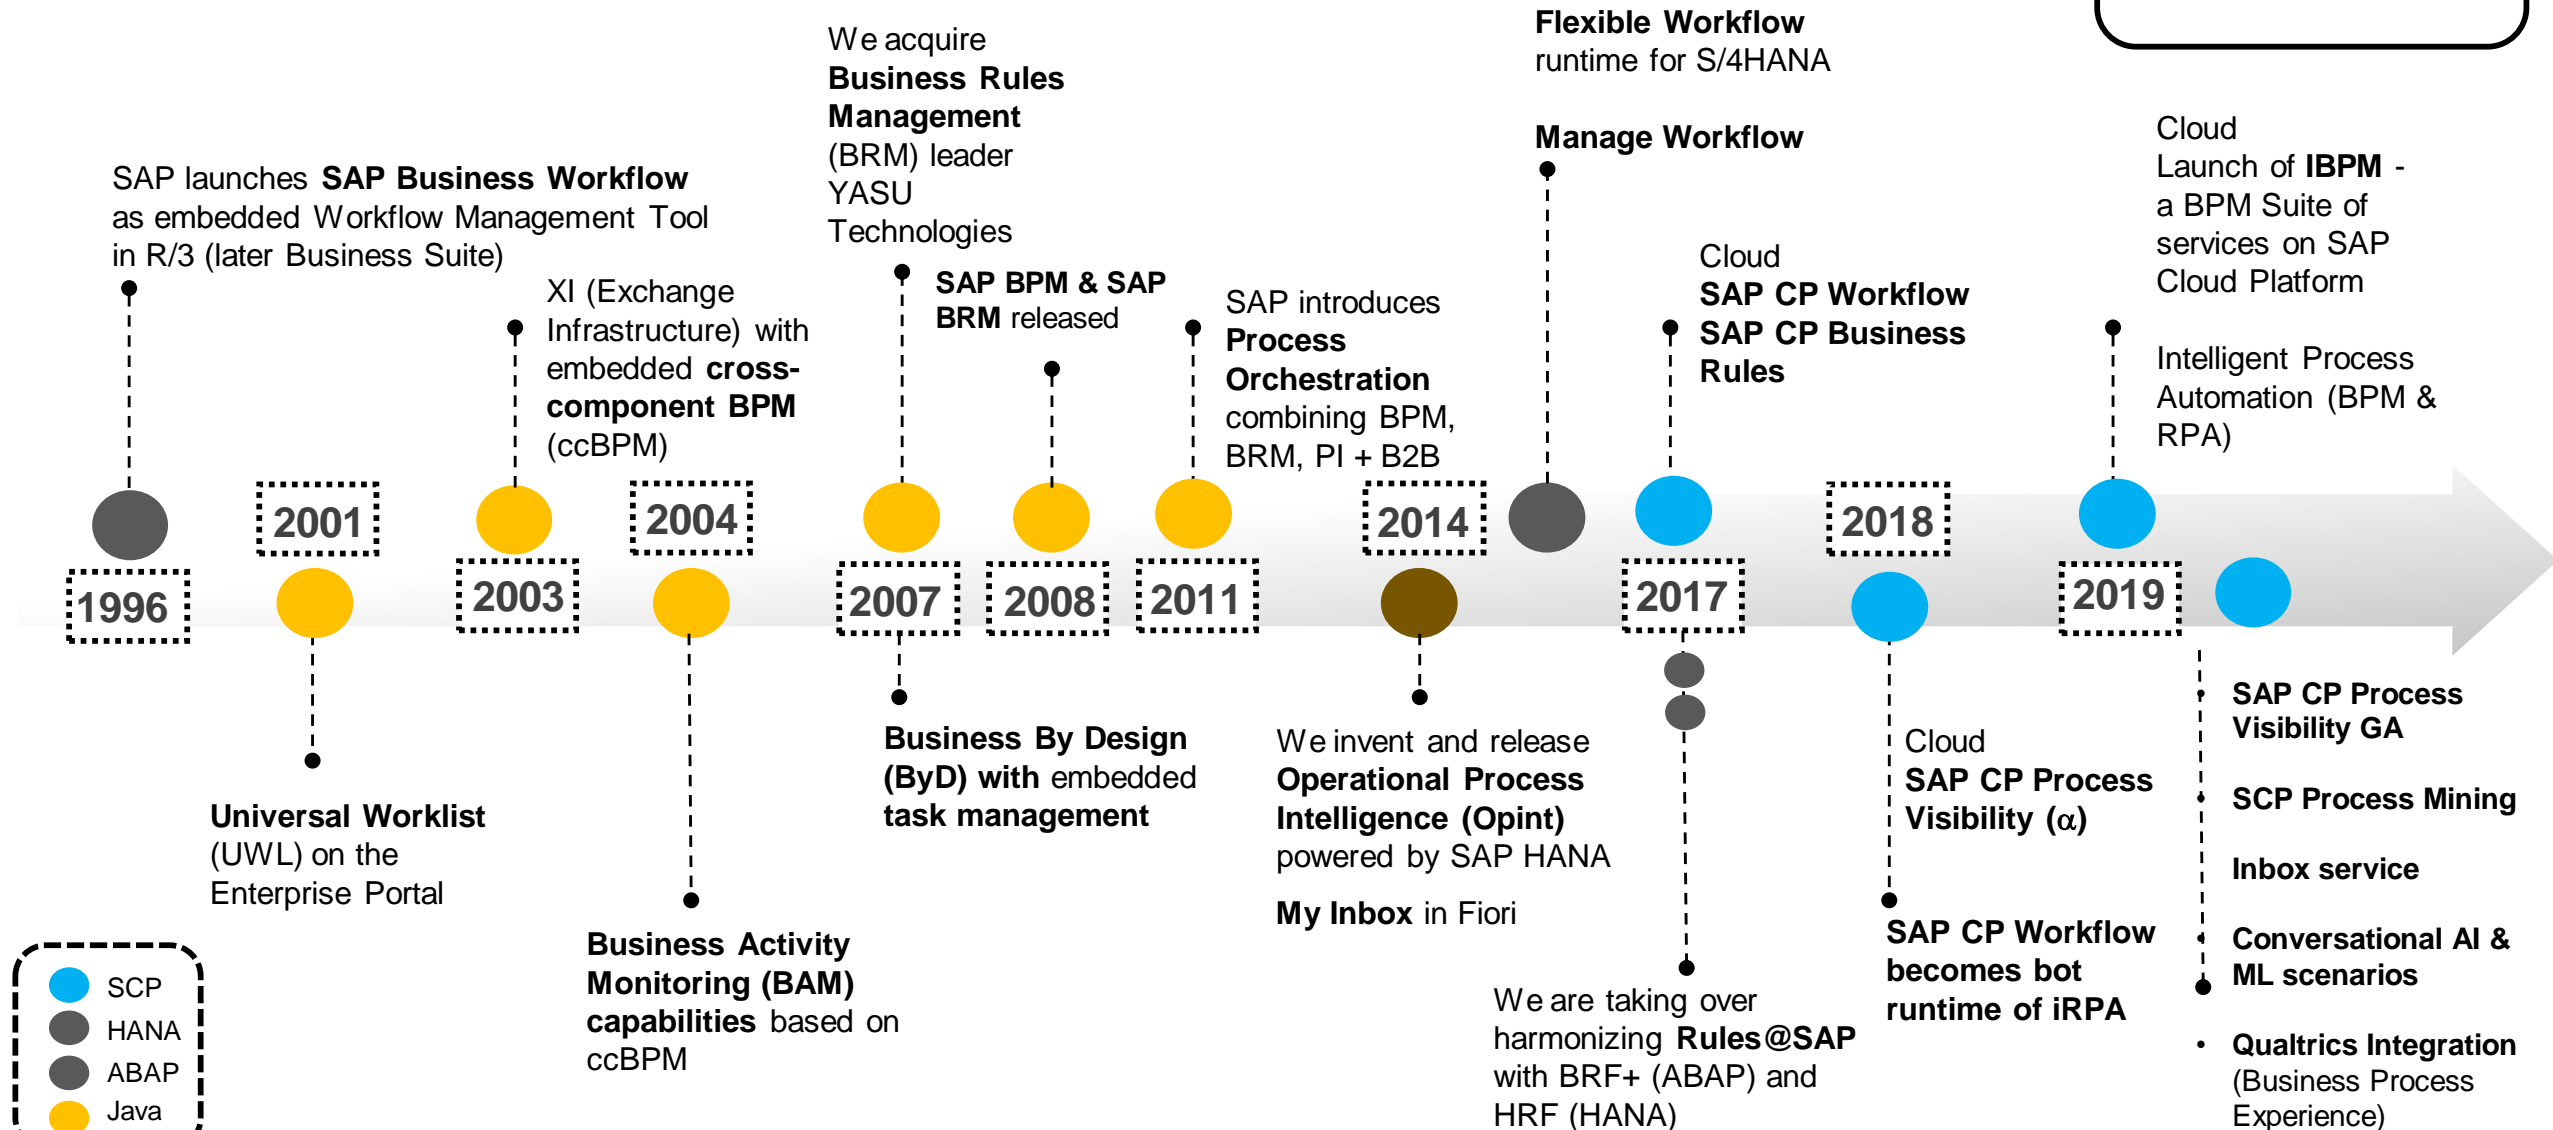 Flexible Workflow
runtime for S/4HANA
Manage Workflow
We acquire
Business Rules
Management
(BRM) leader
YASU
Technologies
SAP launches SAP Business Workflow
as embedded Workflow Management Tool
in R/3 (later Business Suite)
XI (Exchange
Infrastructure) with
embedded cross-
component BPM
(ccBPM)
SAP BPM & SAP
BRM released
SAP introduces
Process
Orchestration
combining BPM,
BRM, PI + B2B
Cloud
SAP CP Workflow
SAP CP Business
Rules
Cloud
Launch of IBPM -
a BPM Suite of
services on SAP
Cloud Platform
Intelligent Process
Automation (BPM &
RPA)
1996
2001
2003
2004
2007
2008
2011
2014
2017
2018
2019
Universal Worklist
(UWL) on the
Enterprise Portal
Business Activity
Monitoring (BAM)
capabilities based on
ccBPM
Business By Design
(ByD) with embedded
task management
We invent and release
Operational Process
Intelligence (Opint)
powered by SAP HANA
My Inbox in Fiori
We are taking over
harmonizing Rules@SAP
with BRF+ (ABAP) and
HRF (HANA)
Cloud
SAP CP Process
Visibility (α)
SAP CP Workflow
becomes bot
runtime of iRPA
• SAP CP Process
Visibility GA
• SCP Process Mining
Inbox service
• Conversational AI &
ML scenarios
• Qualtrics Integration
(Business Process
Experience)
SCP
HANA
ABAP
Java